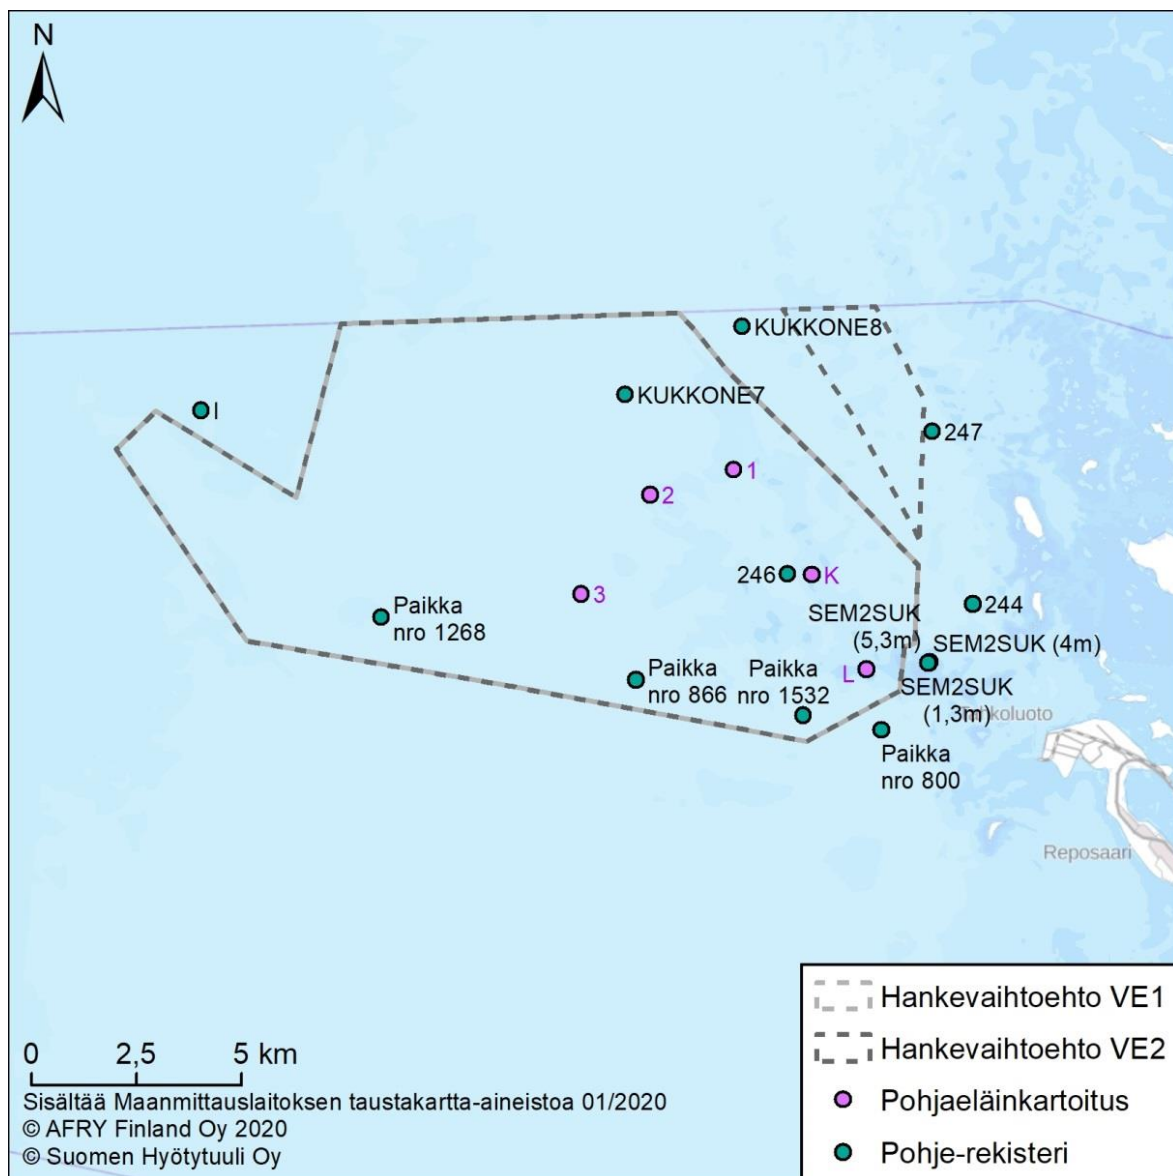 N
KUKKONE8
I
KUKKONE7
247
1
2
246
K
3
244
Paikka
nro 1268
SEM2SUK
(5,3m)
SEM2SUK (4m)
L
Paikka
nro 866
Paikka
nro 1532
SEM2SUK
(1,3m)
Paikka
nro 800
Reposaari
0 2,5 5 km
Sisältää Maanmittauslaitoksen taustakartta-aineistoa 01/2020
© AFRY Finland Oy 2020
© Suomen Hyötytuuli Oy
Hankevaihtoehto VE1
Hankevaihtoehto VE2
Pohjaeläinkartoitus
Pohje-rekisteri